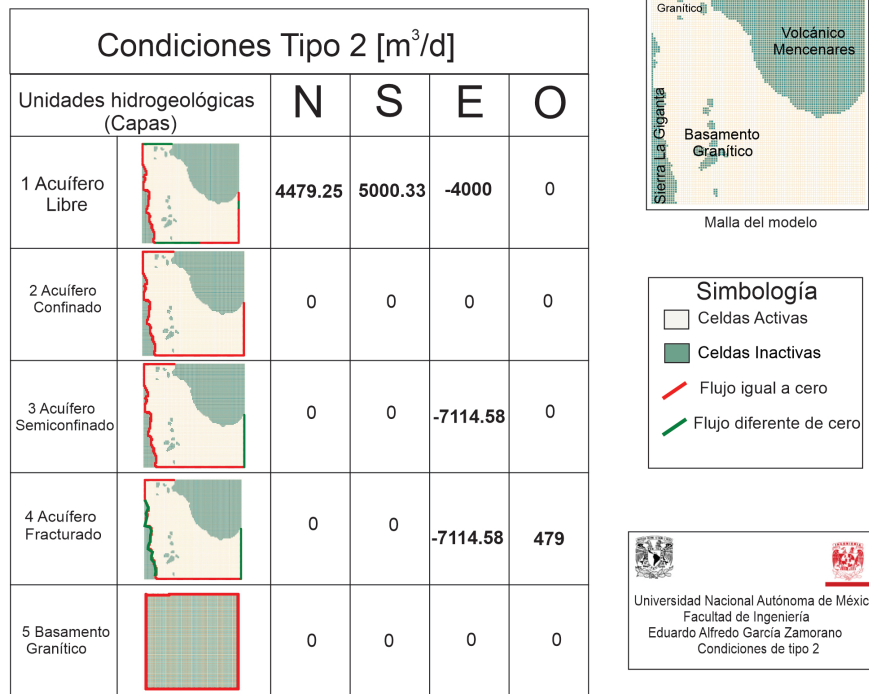 Condiciones Tipo 2 [m³/d]
Unidades hidrogeológicas
(Capas)
N
S
E
O
1 Acuífero
Libre
4479.25
5000.33
-4000
0
2 Acuífero
Confinado
0
0
0
0
3 Acuífero
Semiconfinado
0
0
-7114.58
0
4 Acuífero
Fracturado
0
0
-7114.58
479
5 Basamento
Granítico
0
0
0
0
Granítico
Volcánico
Mencenares
Sierra La Giganta
Basamento
Granítico
Malla del modelo
Simbología
Celdas Activas
Celdas Inactivas
Flujo igual a cero
Flujo diferente de cero
Universidad Nacional Autónoma de Méxic
Facultad de Ingeniería
Eduardo Alfredo García Zamorano
Condiciones de tipo 2